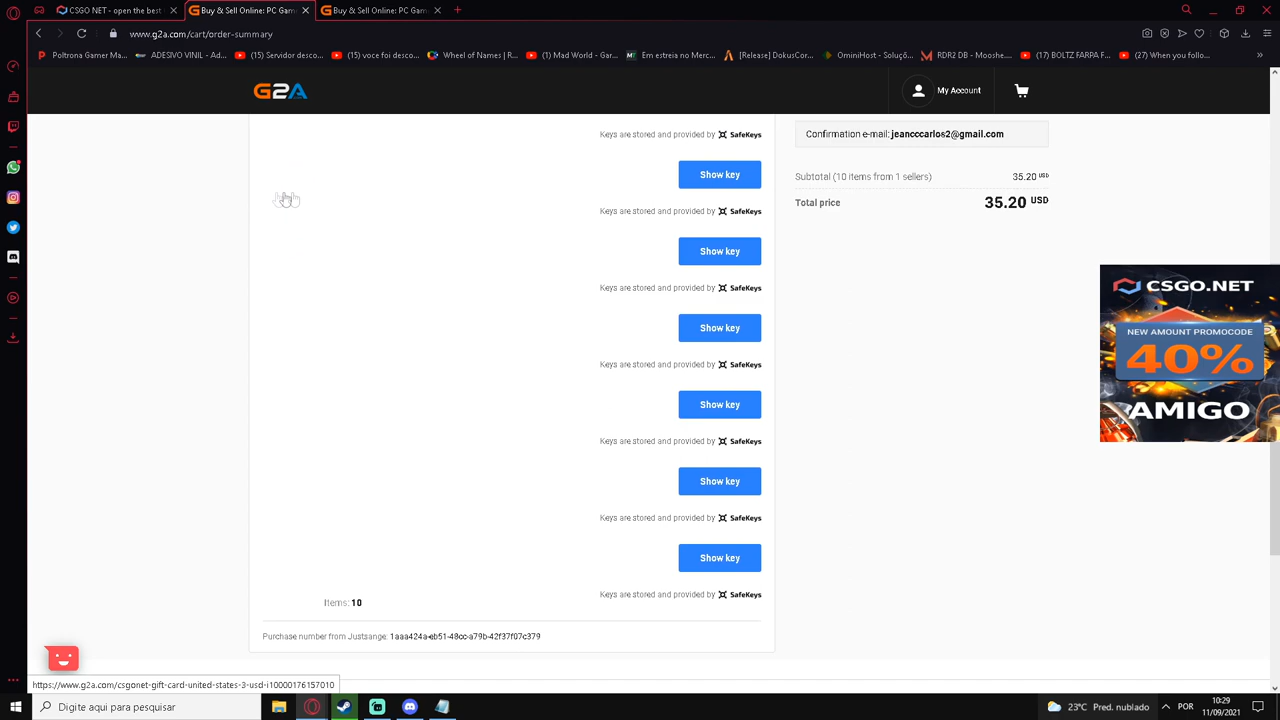 CSGO NET - open the best
Buy & Sell Online: PC Gam
Buy & Sell Online: PC Gam
www.g2a.com/cart/order-summary
Poltrona Gamer Ma...
ADESIVO VINIL - Ad...
(15) Servidor desco...
(15) voce foi desco...
Wheel of Names | R...
(1) Mad World - Gar...
Em estreia no Merc...
[Release] DokusCor...
OminiHost - Soluçõ...
RDR2 DB - Mooshe...
(17) BOLTZ FARPA F...
(27) When you follo...
G2A
My Account
Keys are stored and provided by SafeKeys
Confirmation e-mail: jeancccarlos2@gmail.com
Show key
Subtotal (10 items from 1 sellers) 35.20 USD
Total price 35.20 USD
Keys are stored and provided by SafeKeys
Show key
Keys are stored and provided by SafeKeys
Show key
Keys are stored and provided by SafeKeys
Show key
Keys are stored and provided by SafeKeys
Show key
Keys are stored and provided by SafeKeys
Show key
Keys are stored and provided by SafeKeys
Items: 10
Purchase number from Justsange: 1aaa424a-eb51-48cc-a79b-42f37f07c379
CSGO.NET
NEW AMOUNT PROMOCODE
40%
AMIGO
https://www.g2a.com/csgonet-gift-card-united-states-3-usd-i10000176157010
Digite aqui para pesquisar
23°C Pred. nublado
POR
10:29
11/09/2021